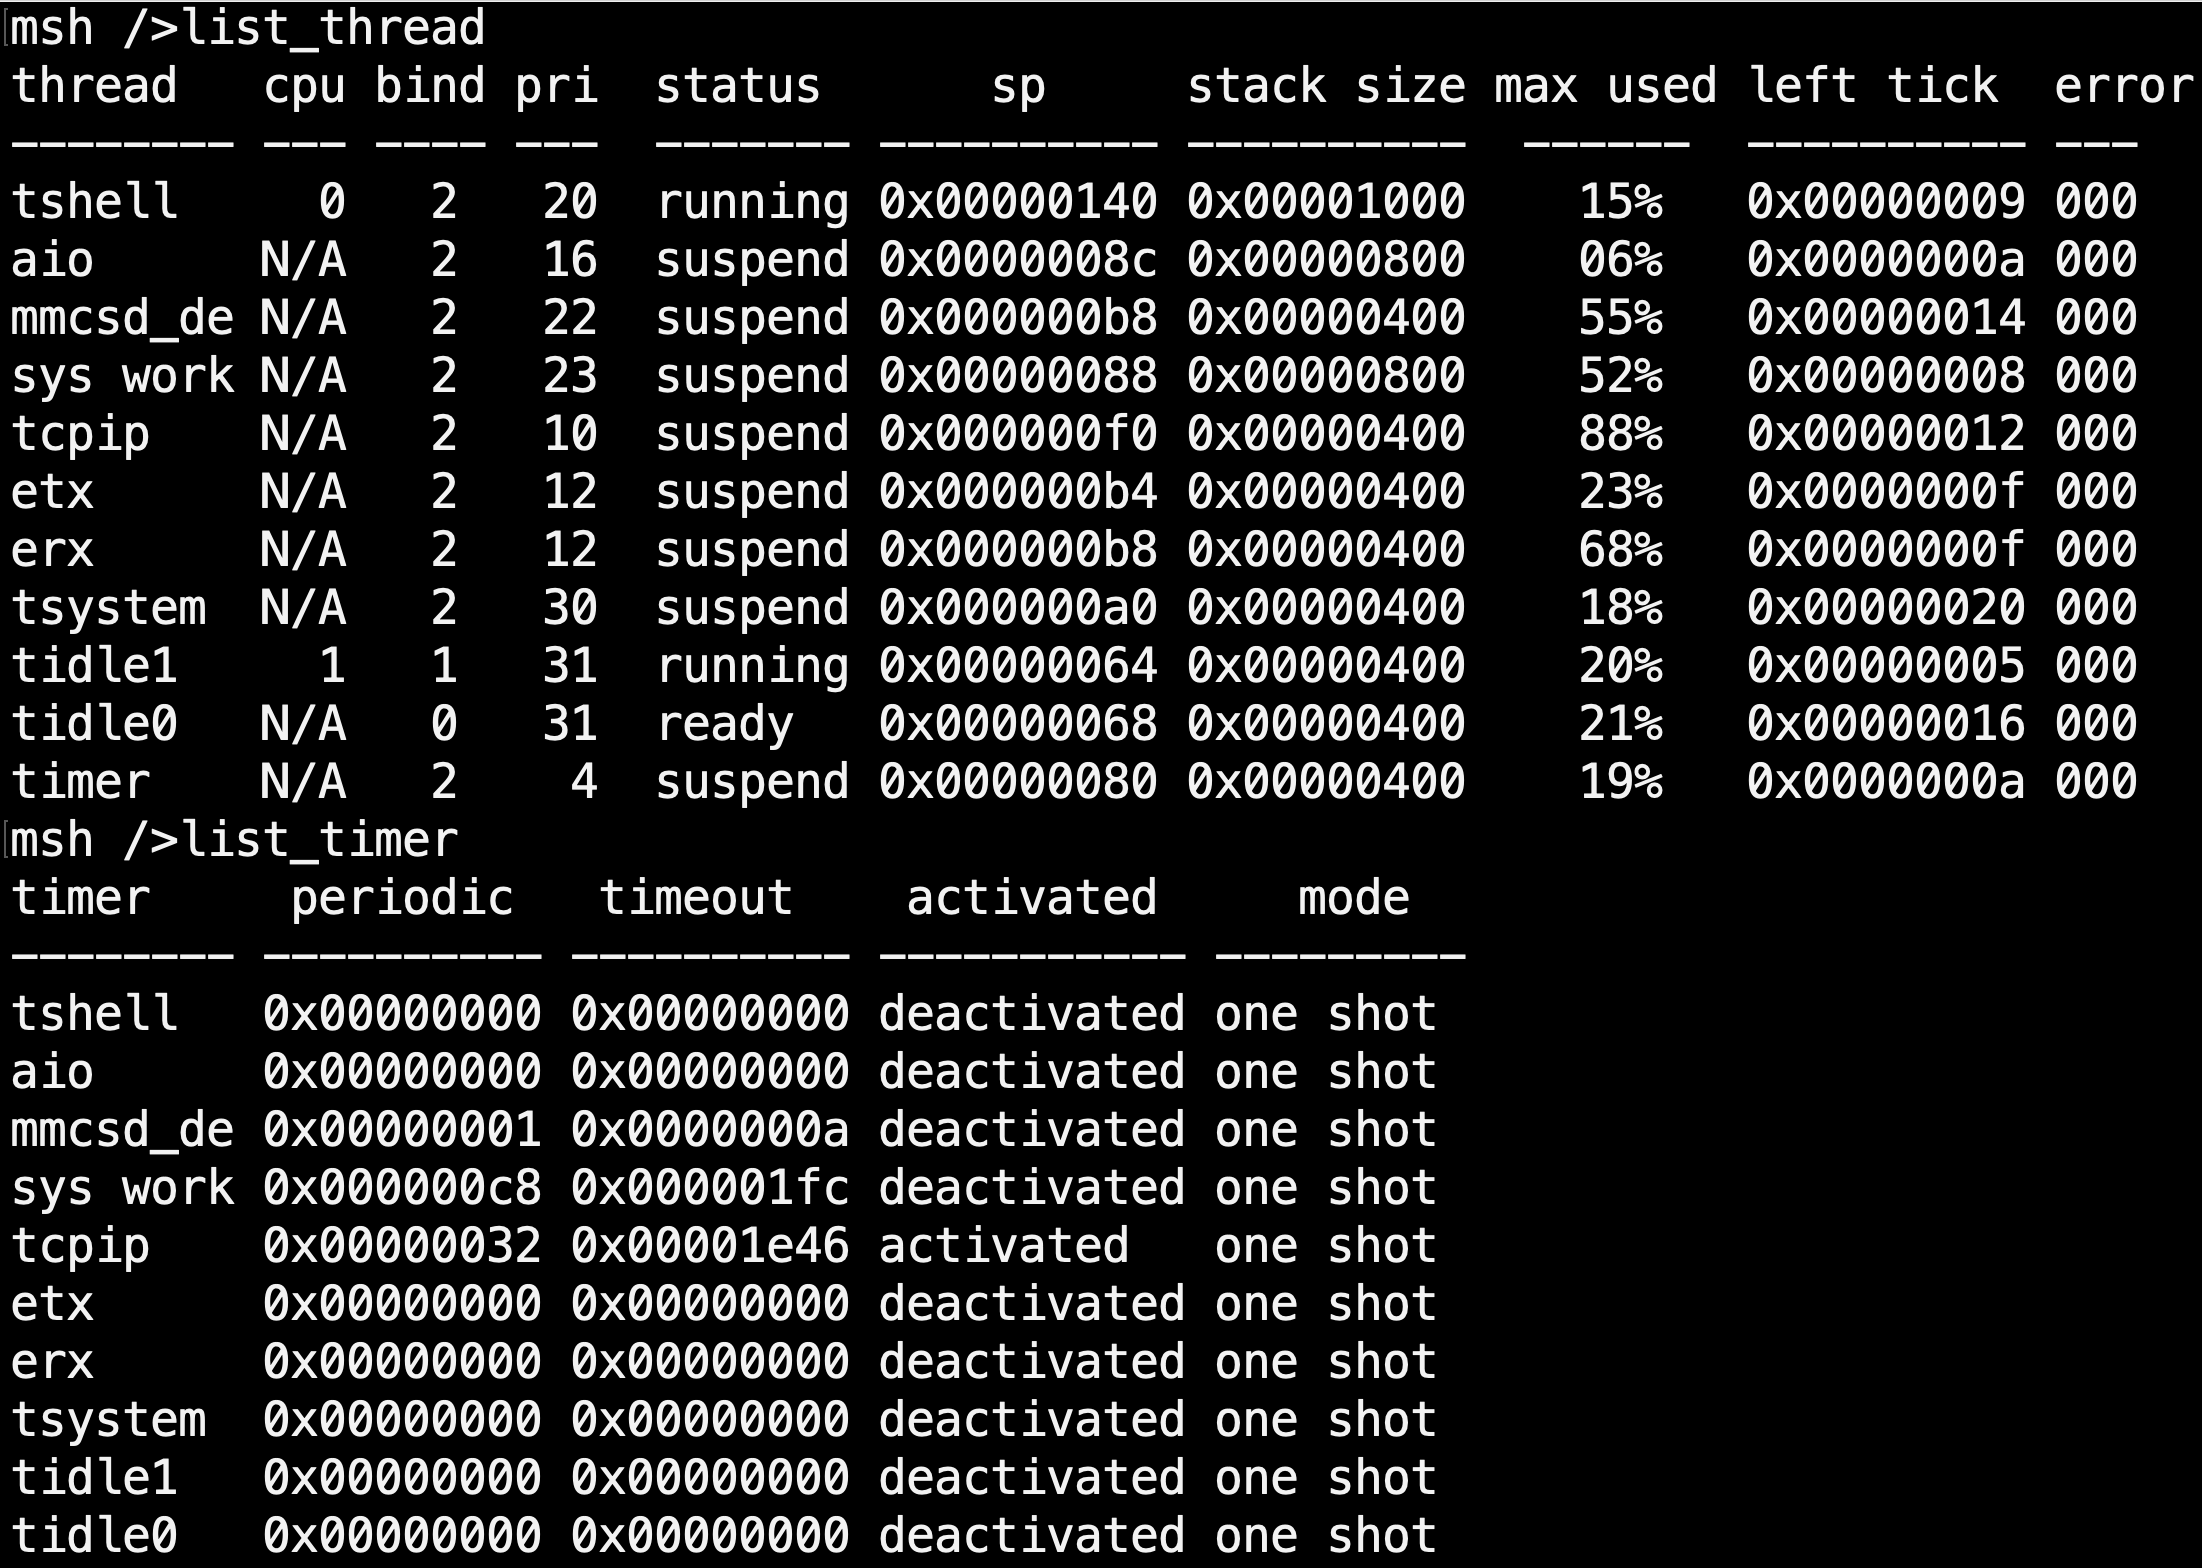 msh />list_thread
thread   cpu bind pri  status      sp     stack size max used left tick  error
-------- --- ---- ---  ------- ---------- ----------  ------  ---------- ---
tshell     0   2   20  running 0x00000140 0x00001000    15%   0x00000009 000
aio      N/A   2   16  suspend 0x0000008c 0x00000800    06%   0x0000000a 000
mmcsd_de N/A   2   22  suspend 0x000000b8 0x00000400    55%   0x00000014 000
sys work N/A   2   23  suspend 0x00000088 0x00000800    52%   0x00000008 000
tcpip    N/A   2   10  suspend 0x000000f0 0x00000400    88%   0x00000012 000
etx      N/A   2   12  suspend 0x000000b4 0x00000400    23%   0x0000000f 000
erx      N/A   2   12  suspend 0x000000b8 0x00000400    68%   0x0000000f 000
tsystem  N/A   2   30  suspend 0x000000a0 0x00000400    18%   0x00000020 000
tidle1     1   1   31  running 0x00000064 0x00000400    20%   0x00000005 000
tidle0   N/A   0   31  ready   0x00000068 0x00000400    21%   0x00000016 000
timer    N/A   2    4  suspend 0x00000080 0x00000400    19%   0x0000000a 000
msh />list_timer
timer     periodic   timeout    activated     mode
-------- ---------- ---------- ----------- ---------
tshell   0x00000000 0x00000000 deactivated one shot
aio      0x00000000 0x00000000 deactivated one shot
mmcsd_de 0x00000001 0x0000000a deactivated one shot
sys work 0x000000c8 0x000001fc deactivated one shot
tcpip    0x00000032 0x00001e46 activated   one shot
etx      0x00000000 0x00000000 deactivated one shot
erx      0x00000000 0x00000000 deactivated one shot
tsystem  0x00000000 0x00000000 deactivated one shot
tidle1   0x00000000 0x00000000 deactivated one shot
tidle0   0x00000000 0x00000000 deactivated one shot